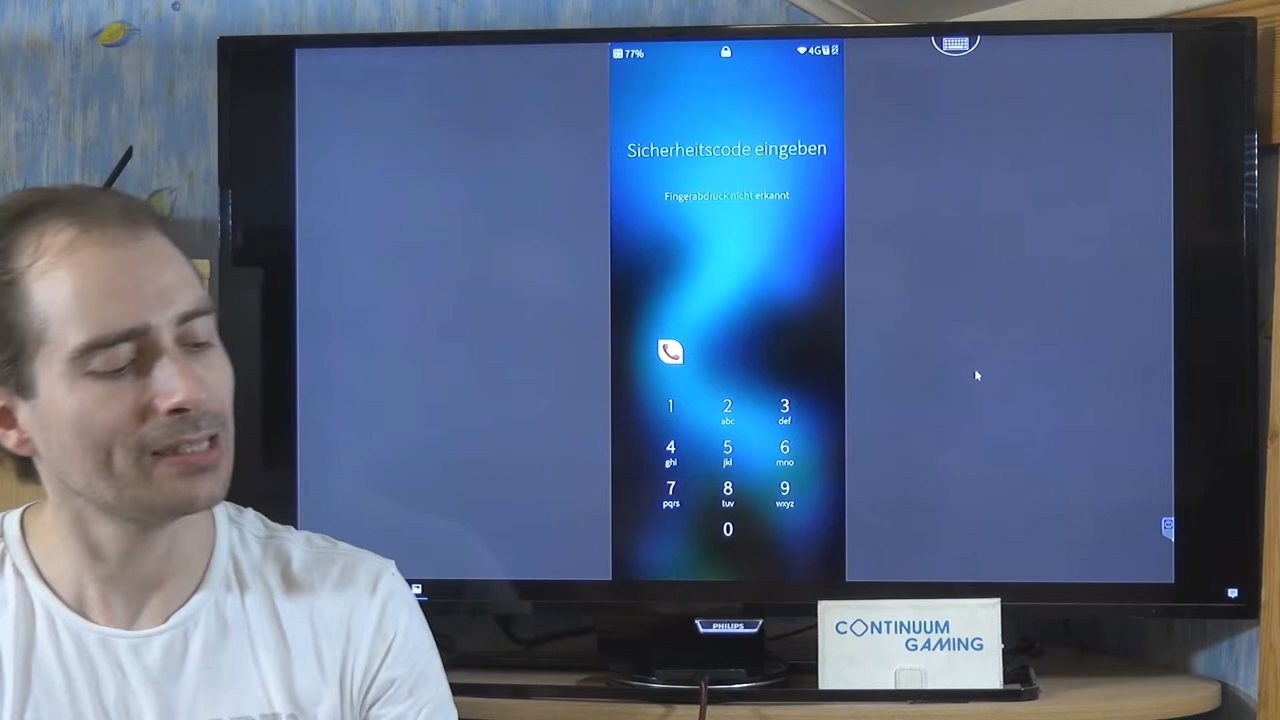 77%
4G
Sicherheitscode eingeben
Fingerabdruck nicht erkannt
1 2 3
abc def
4 5 6
ghi jkl mno
7 8 9
pqrs tuv wxyz
0
PHILIPS
CONTINUUM
GAMING